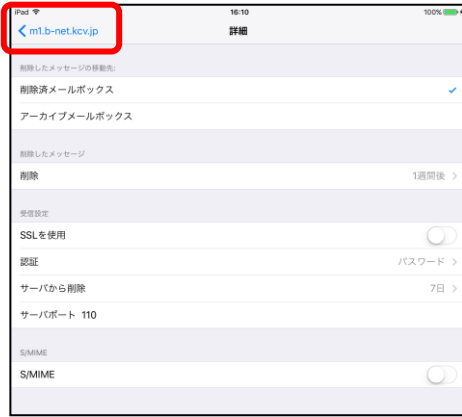 iPad 16:10 100%
m1.b-net.kcv.jp 詳細
削除したメッセージの移動先:
削除済メールボックス
アーカイブメールボックス
削除したメッセージ
削除 1週間後
受信設定
SSLを使用
認証 パスワード
サーバから削除 7日
サーバポート 110
S/MIME
S/MIME